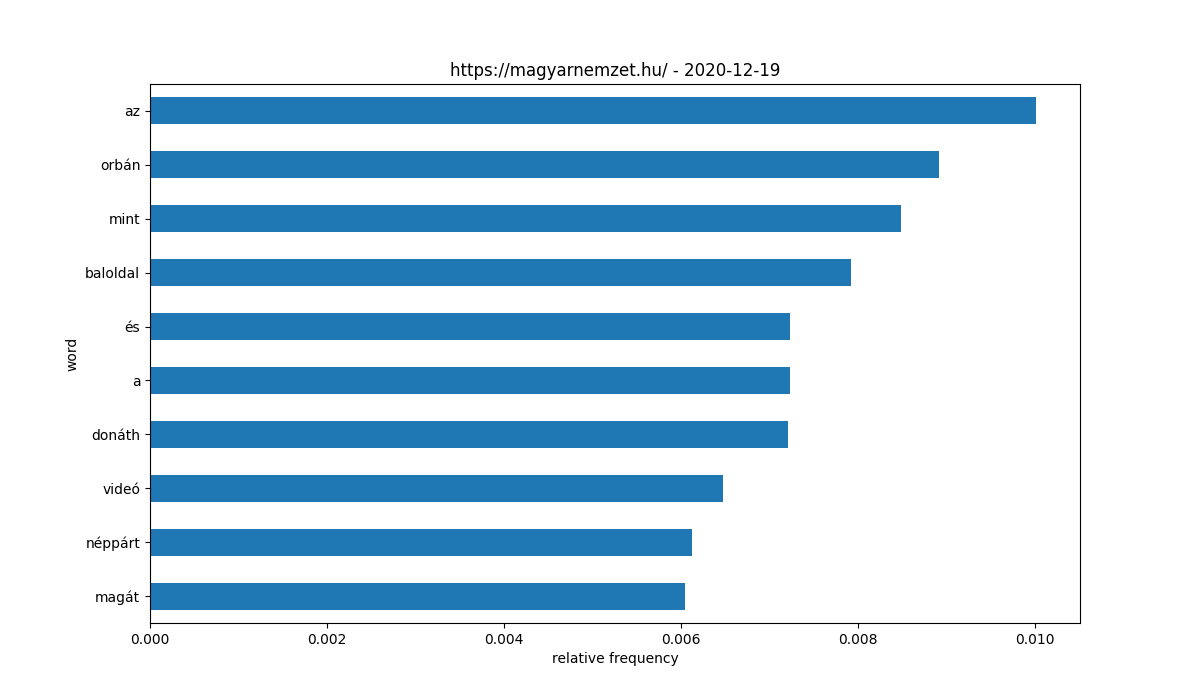 https://magyarnemzet.hu/ - 2020-12-19
az
orbán
mint
baloldal
és
a
donáth
videó
néppárt
magát
word
0.000 0.002 0.004 0.006 0.008 0.010
relative frequency